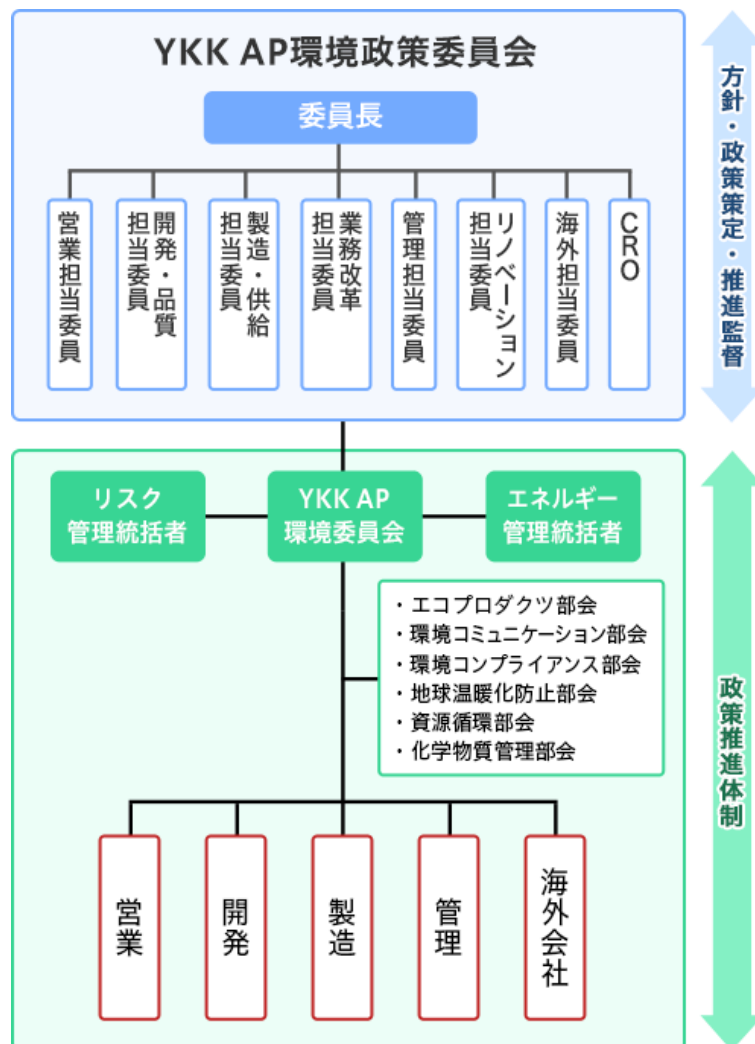 YKK AP環境政策委員会
委員長
営業担当委員
開発・品質
担当委員
製造・供給
担当委員
業務改革
担当委員
管理担当委員
リノベーション
担当委員
海外担当委員
CRO
方針・政策策定・推進監督
リスク
管理統括者
YKK AP
環境委員会
エネルギー
管理統括者
・エコプロダクツ部会
・環境コミュニケーション部会
・環境コンプライアンス部会
・地球温暖化防止部会
・資源循環部会
・化学物質管理部会
営業
開発
製造
管理
海外会社
政策推進体制